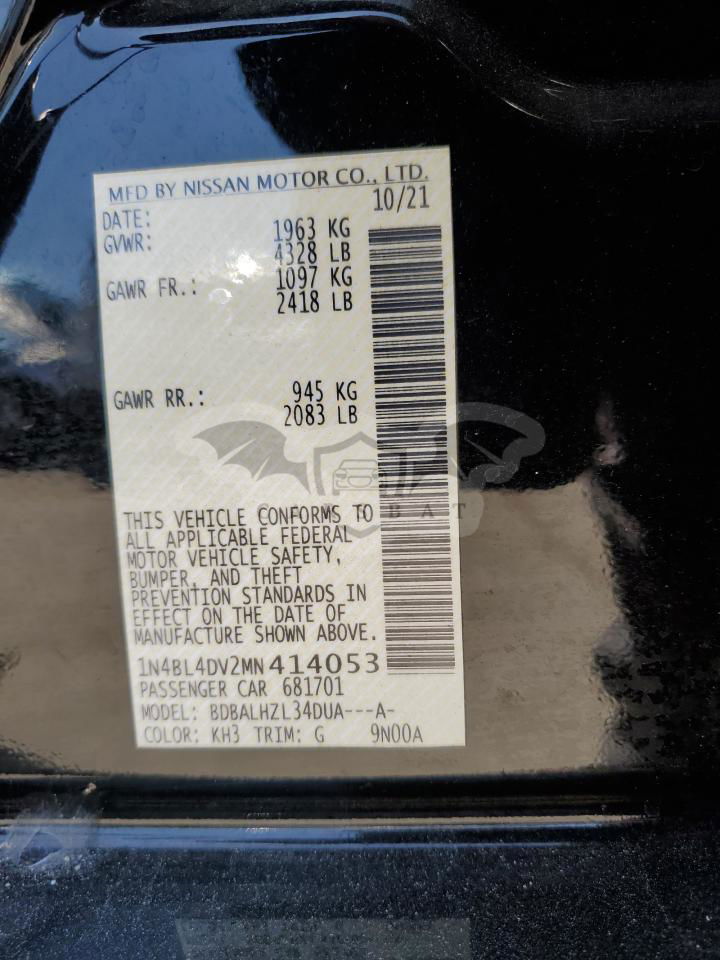 MFD BY NISSAN MOTOR CO., LTD.
DATE: 10/21
GVWR: 1963 KG
4328 LB
GAWR FR.: 1097 KG
2418 LB
GAWR RR.: 945 KG
2083 LB
THIS VEHICLE CONFORMS TO
ALL APPLICABLE FEDERAL
MOTOR VEHICLE SAFETY,
BUMPER, AND THEFT
PREVENTION STANDARDS IN
EFFECT ON THE DATE OF
MANUFACTURE SHOWN ABOVE.
1N4BL4DV2MN414053
PASSENGER CAR 681701
MODEL: BDBALHZL34DUA---A-
COLOR: KH3 TRIM: G 9N00A